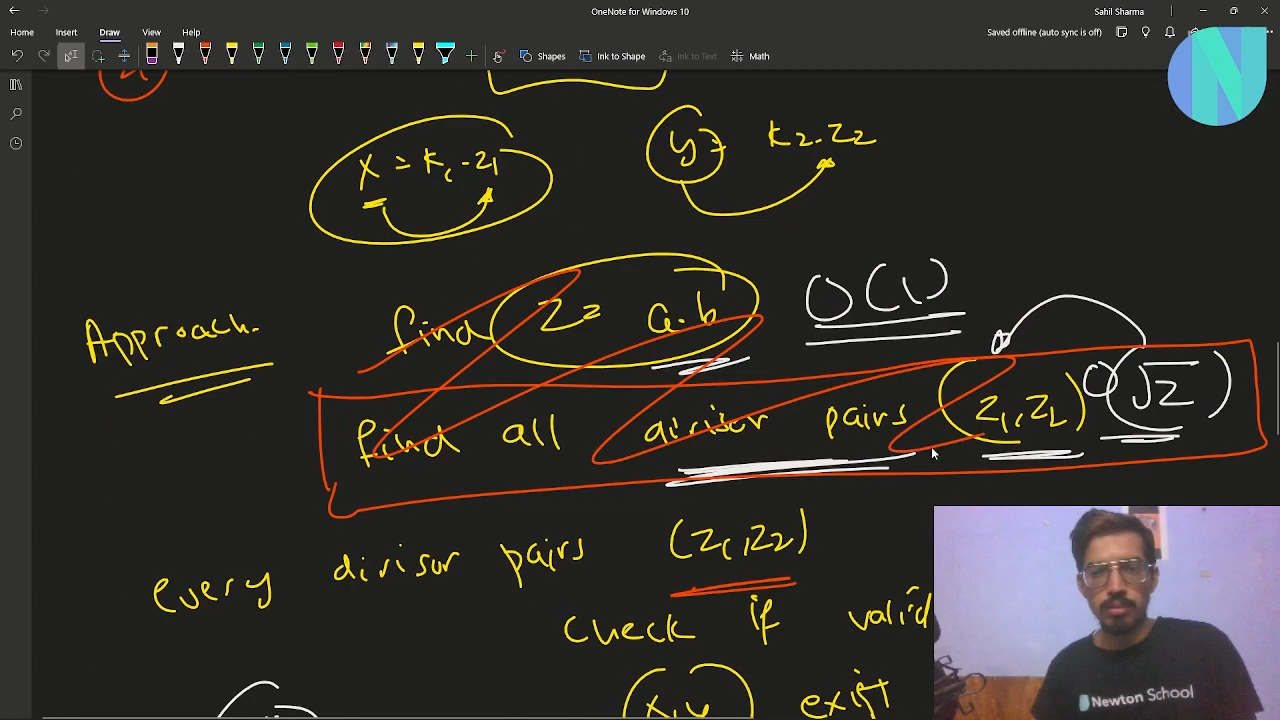 OneNote for Windows 10
Sahil Sharma
Home Insert Draw View Help
Saved offline (auto sync is off)
Shapes Ink to Shape Ink to Text Math
x = k1.z1
y = k2.z2
Approach.
find z = a.b O(1)
find all divisor pairs (z1,z2) O(√z)
every divisor pairs (z1,z2)
check if valid
(x,y) exist
Newton School